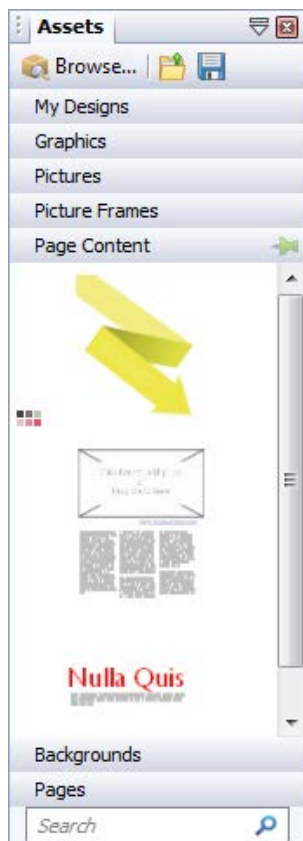 Assets
Browse...
My Designs
Graphics
Pictures
Picture Frames
Page Content
Nulla Quis
Backgrounds
Pages
Search